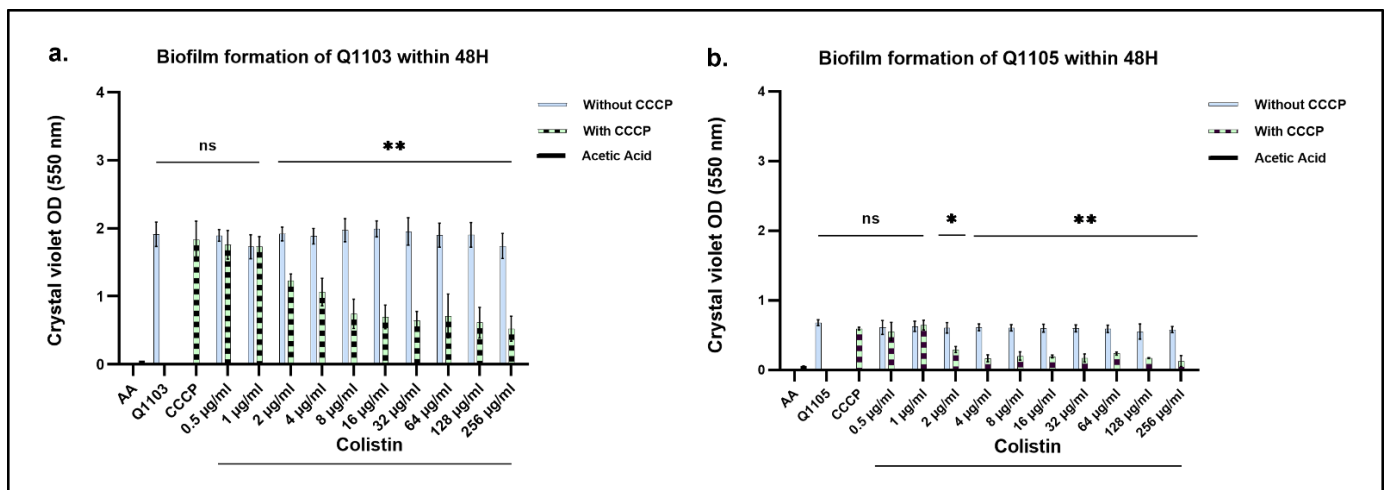 a.
Biofilm formation of Q1103 within 48H
Crystal violet OD (550 nm)
4
3
2
1
0
ns
**
Without CCCP
With CCCP
Acetic Acid
AA
Q1103
CCCP
0.5 µg/ml
1 µg/ml
2 µg/ml
4 µg/ml
8 µg/ml
16 µg/ml
32 µg/ml
64 µg/ml
128 µg/ml
256 µg/ml
Colistin
b.
Biofilm formation of Q1105 within 48H
Crystal violet OD (550 nm)
4
3
2
1
0
ns
*
**
Without CCCP
With CCCP
Acetic Acid
AA
Q1105
CCCP
0.5 µg/ml
1 µg/ml
2 µg/ml
4 µg/ml
8 µg/ml
16 µg/ml
32 µg/ml
64 µg/ml
128 µg/ml
256 µg/ml
Colistin